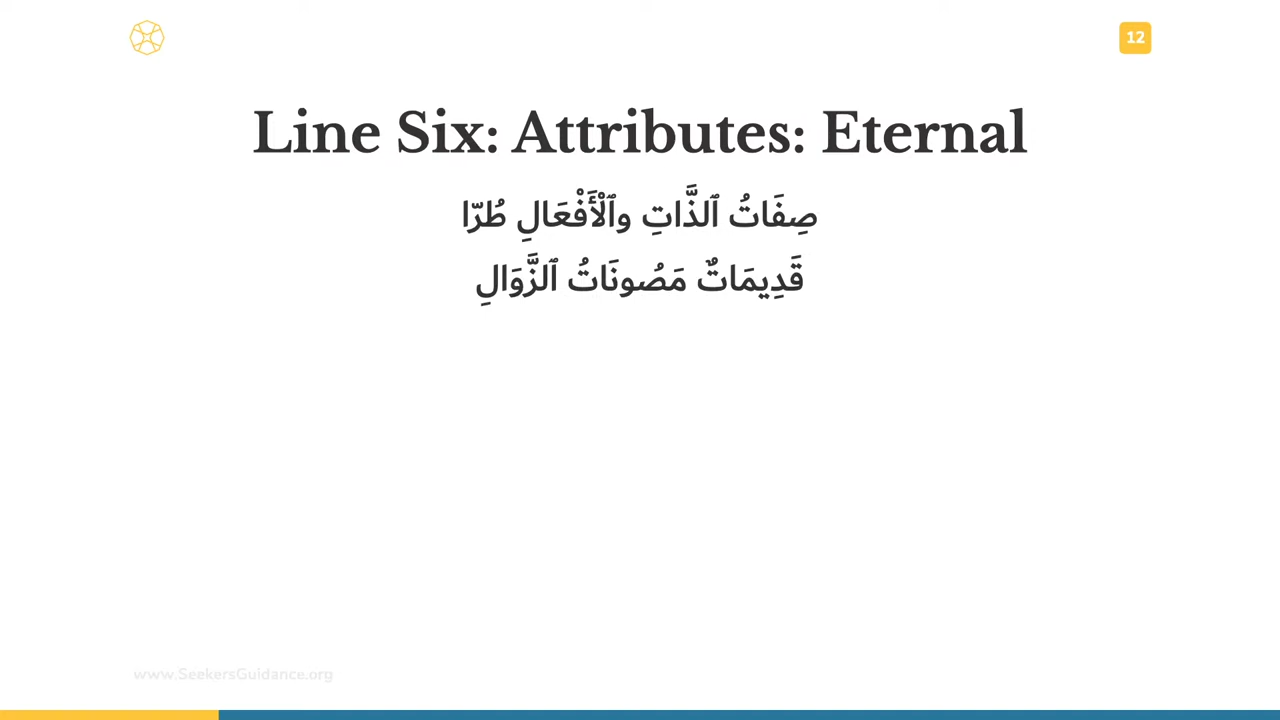 12
Line Six: Attributes: Eternal
صِفَاتُ ٱلذَّاتِ وٱلْأَفْعَالِ طُرّا
قَدِيمَاتٌ مَصُونَاتُ ٱلزَّوَالِ
www.SeekersGuidance.org